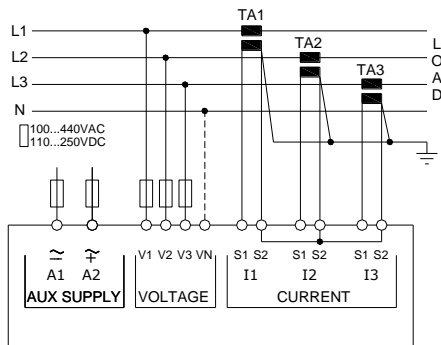 TA1
L1
TA2
L2
TA3
L3
N
L
O
A
D
100...440VAC
110...250VDC
A1 A2
AUX SUPPLY
V1 V2 V3 VN
VOLTAGE
S1 S2 S1 S2 S1 S2
I1 I2 I3
CURRENT